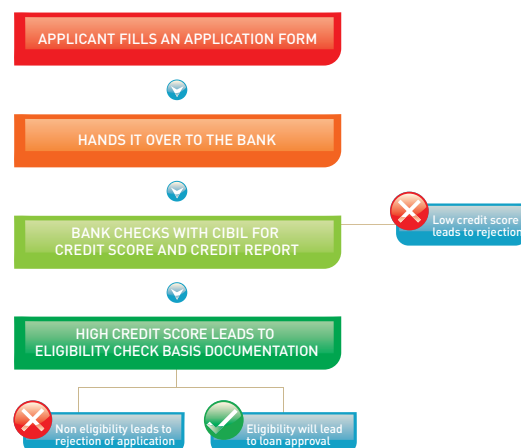 APPLICANT FILLS AN APPLICATION FORM
HANDS IT OVER TO THE BANK
BANK CHECKS WITH CIBIL FOR
CREDIT SCORE AND CREDIT REPORT
Low credit score
leads to rejection
HIGH CREDIT SCORE LEADS TO
ELIGIBILITY CHECK BASIS DOCUMENTATION
Non eligibility leads to
rejection of application
Eligibility will lead
to loan approval